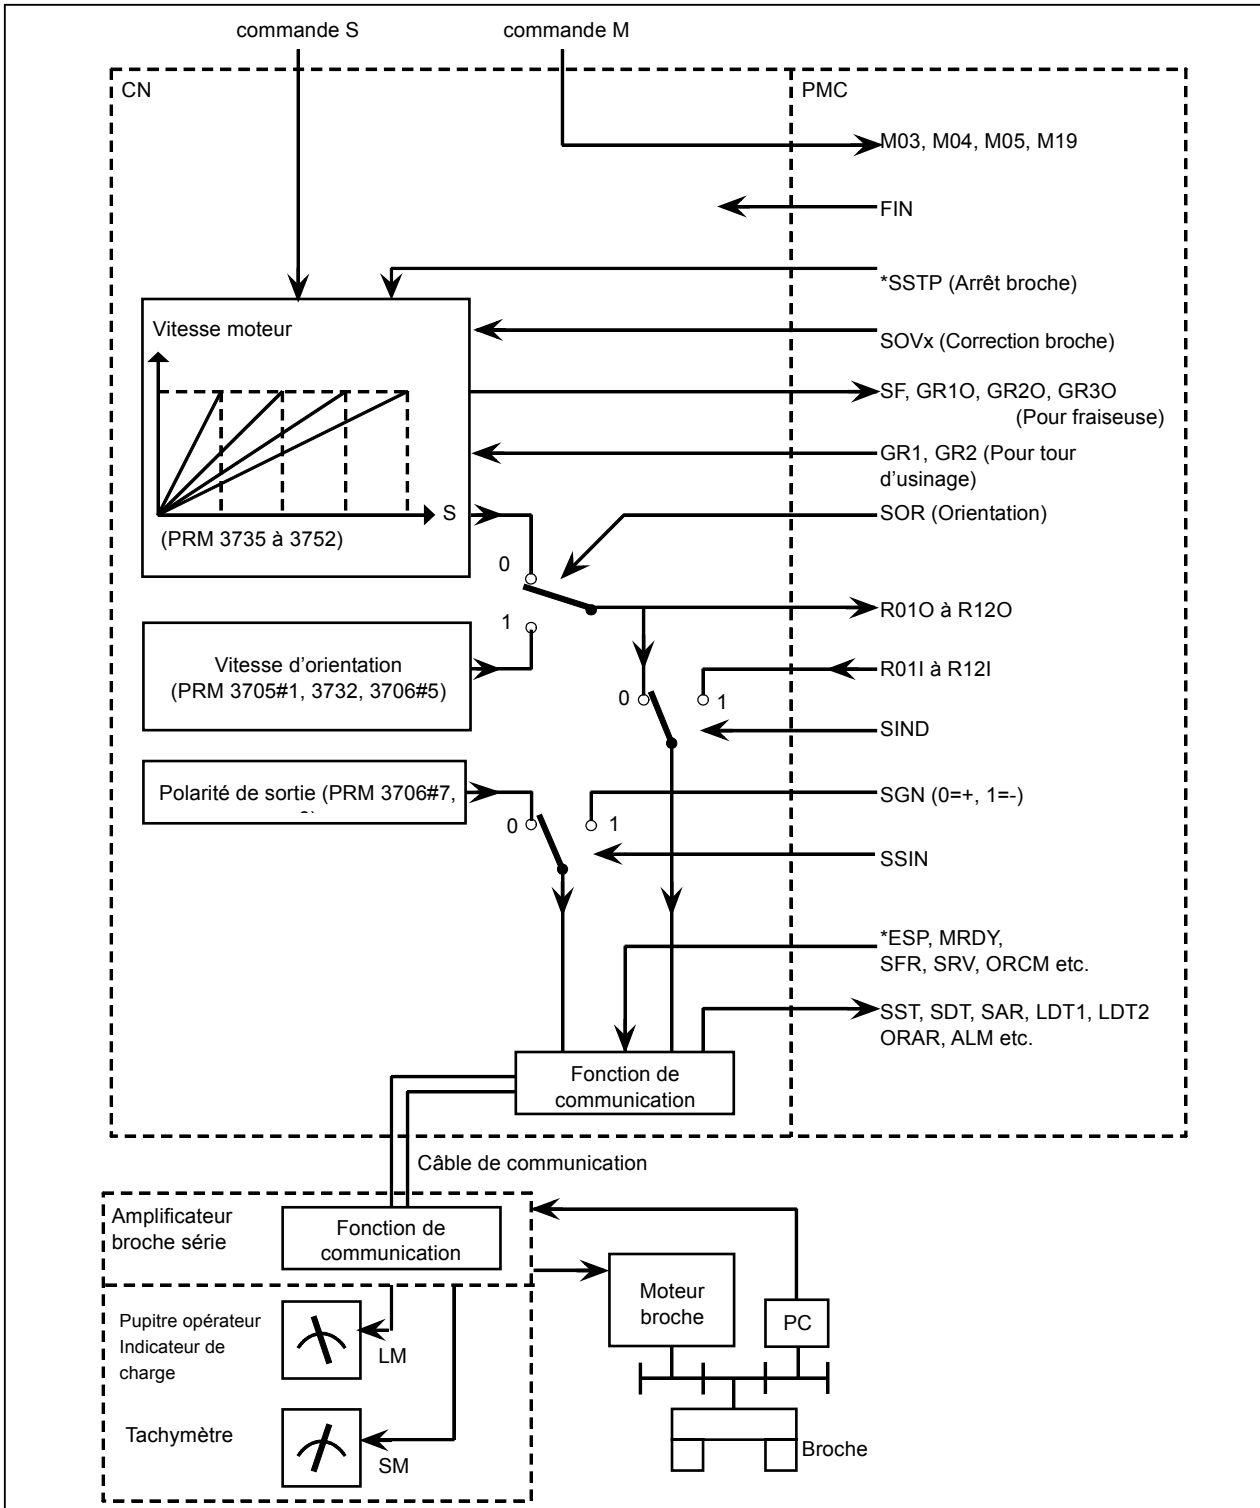 commande S
commande M
CN
PMC
M03, M04, M05, M19
FIN
*SSTP (Arrêt broche)
Vitesse moteur
SOVx (Correction broche)
SF, GR1O, GR2O, GR3O
(Pour fraiseuse)
GR1, GR2 (Pour tour
d'usinage)
S
SOR (Orientation)
(PRM 3735 à 3752)
0
1
R01O à R12O
Vitesse d'orientation
(PRM 3705#1, 3732, 3706#5)
R01I à R12I
0
1
SIND
Polarité de sortie (PRM 3706#7,
SGN (0=+, 1=-)
0
1
SSIN
*ESP, MRDY,
SFR, SRV, ORCM etc.
SST, SDT, SAR, LDT1, LDT2
ORAR, ALM etc.
Fonction de
communication
Câble de communication
Amplificateur
broche série
Fonction de
communication
Moteur
broche
PC
Pupitre opérateur
Indicateur de
charge
LM
Tachymètre
SM
Broche